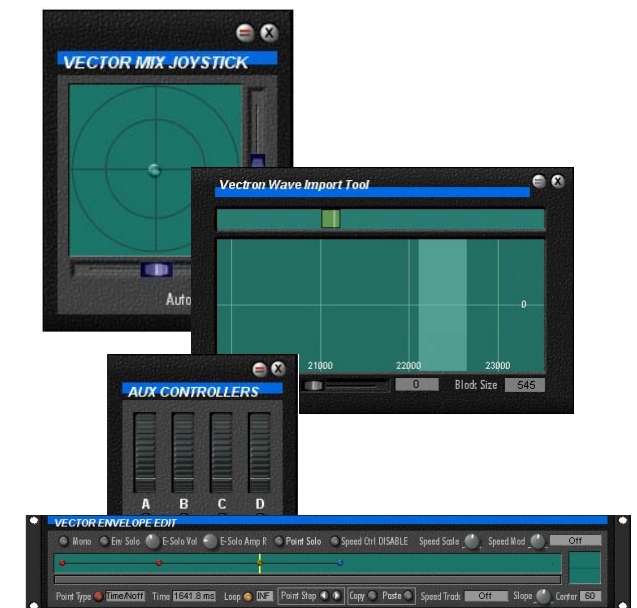 VECTOR MIX JOYSTICK
Auto
Vectron Wave Import Tool
0
21000 22000 23000
0 Block Size 545
AUX CONTROLLERS
A B C D
VECTOR ENVELOPE EDIT
Mono Env Solo E-Solo Vol E-Solo Amp R Point Solo Speed Ctrl DISABLE Speed Scale Speed Mod Off
Point Type Time/Noff Time 1641.8 ms Loop INF Point Step Copy Paste Speed Track Off Slope Center 60